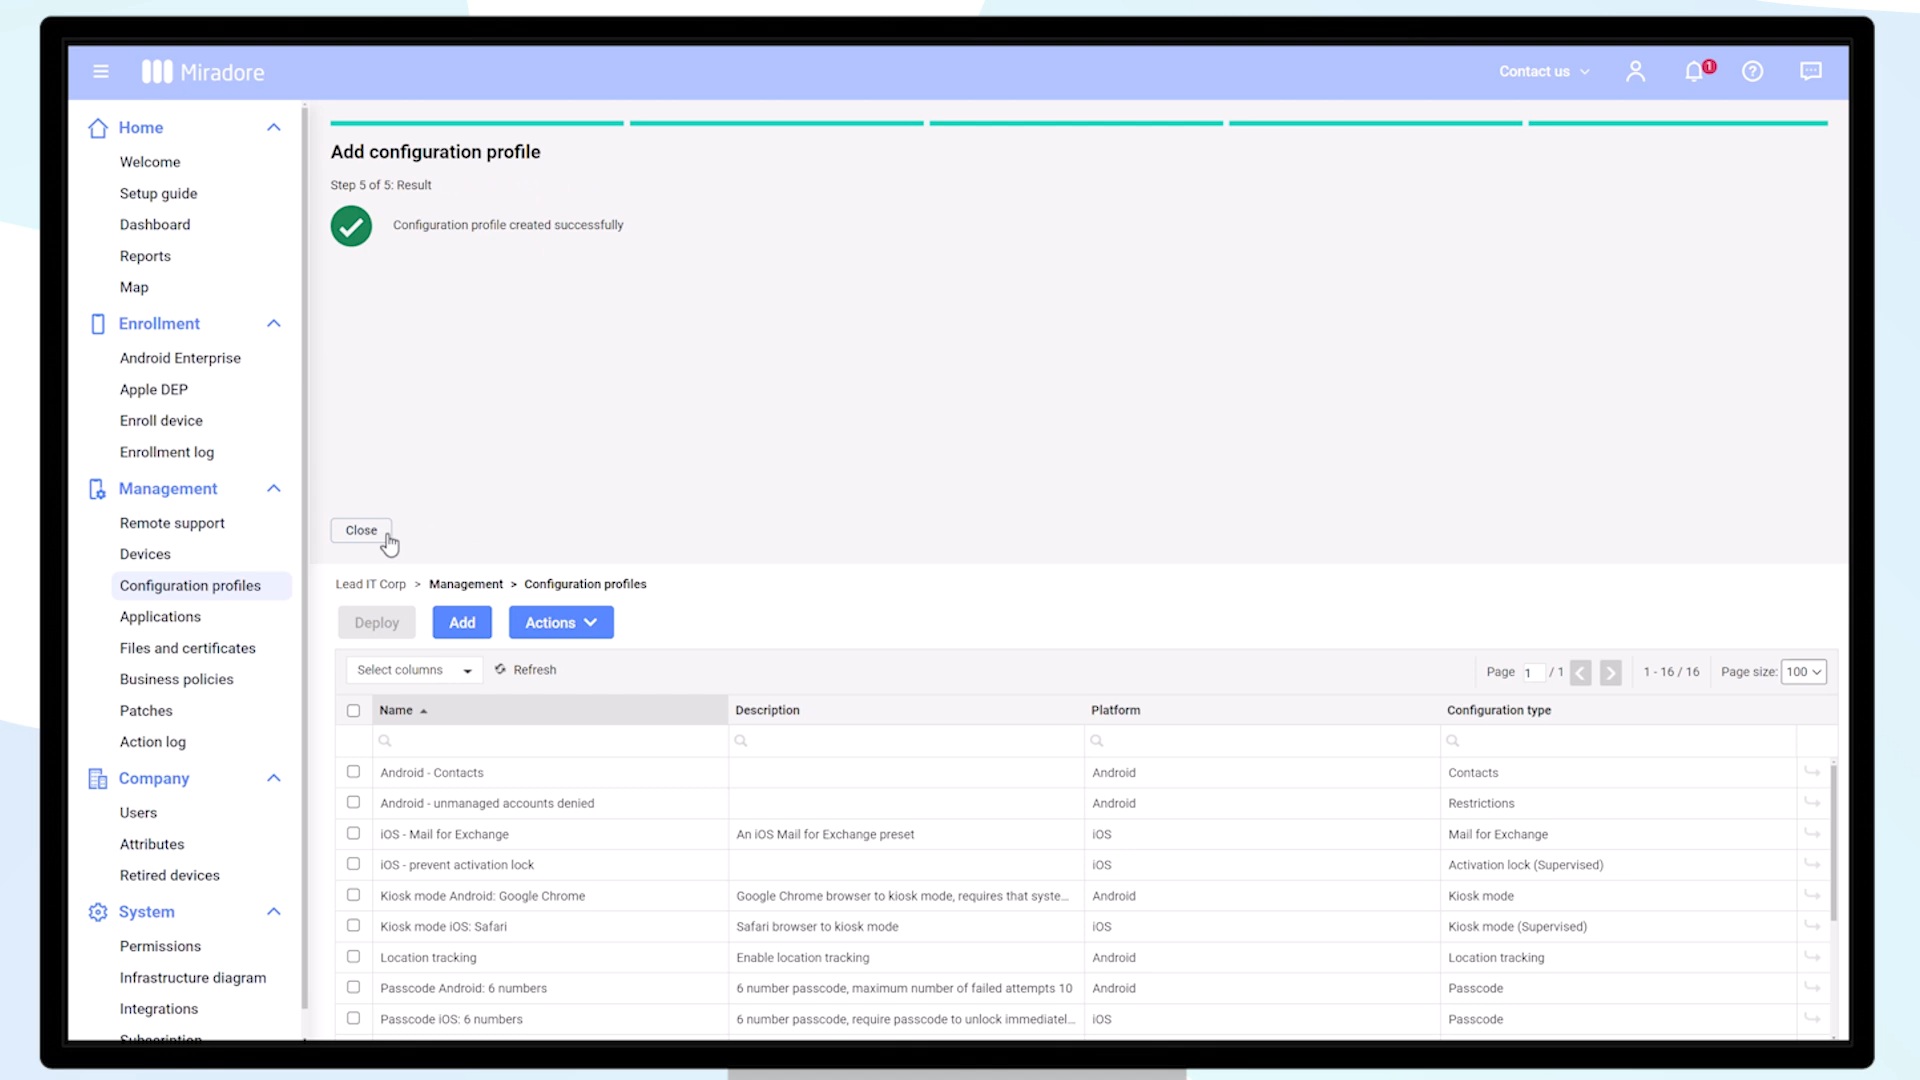 Miradore
Contact us
1
Home
Welcome
Setup guide
Dashboard
Reports
Map
Enrollment
Android Enterprise
Apple DEP
Enroll device
Enrollment log
Management
Remote support
Devices
Configuration profiles
Applications
Files and certificates
Business policies
Patches
Action log
Company
Users
Attributes
Retired devices
System
Permissions
Infrastructure diagram
Integrations
Subscription
Add configuration profile
Step 5 of 5: Result
Configuration profile created successfully
Close
Lead IT Corp > Management > Configuration profiles
Deploy Add Actions
Select columns Refresh Page 1 / 1 1 - 16 / 16 Page size: 100
Name Description Platform Configuration type
Android - Contacts Android Contacts
Android - unmanaged accounts denied Android Restrictions
iOS - Mail for Exchange An iOS Mail for Exchange preset iOS Mail for Exchange
iOS - prevent activation lock iOS Activation lock (Supervised)
Kiosk mode Android: Google Chrome Google Chrome browser to kiosk mode, requires that syste... Android Kiosk mode
Kiosk mode iOS: Safari Safari browser to kiosk mode iOS Kiosk mode (Supervised)
Location tracking Enable location tracking Android Location tracking
Passcode Android: 6 numbers 6 number passcode, maximum number of failed attempts 10 Android Passcode
Passcode iOS: 6 numbers 6 number passcode, require passcode to unlock immediatel... iOS Passcode